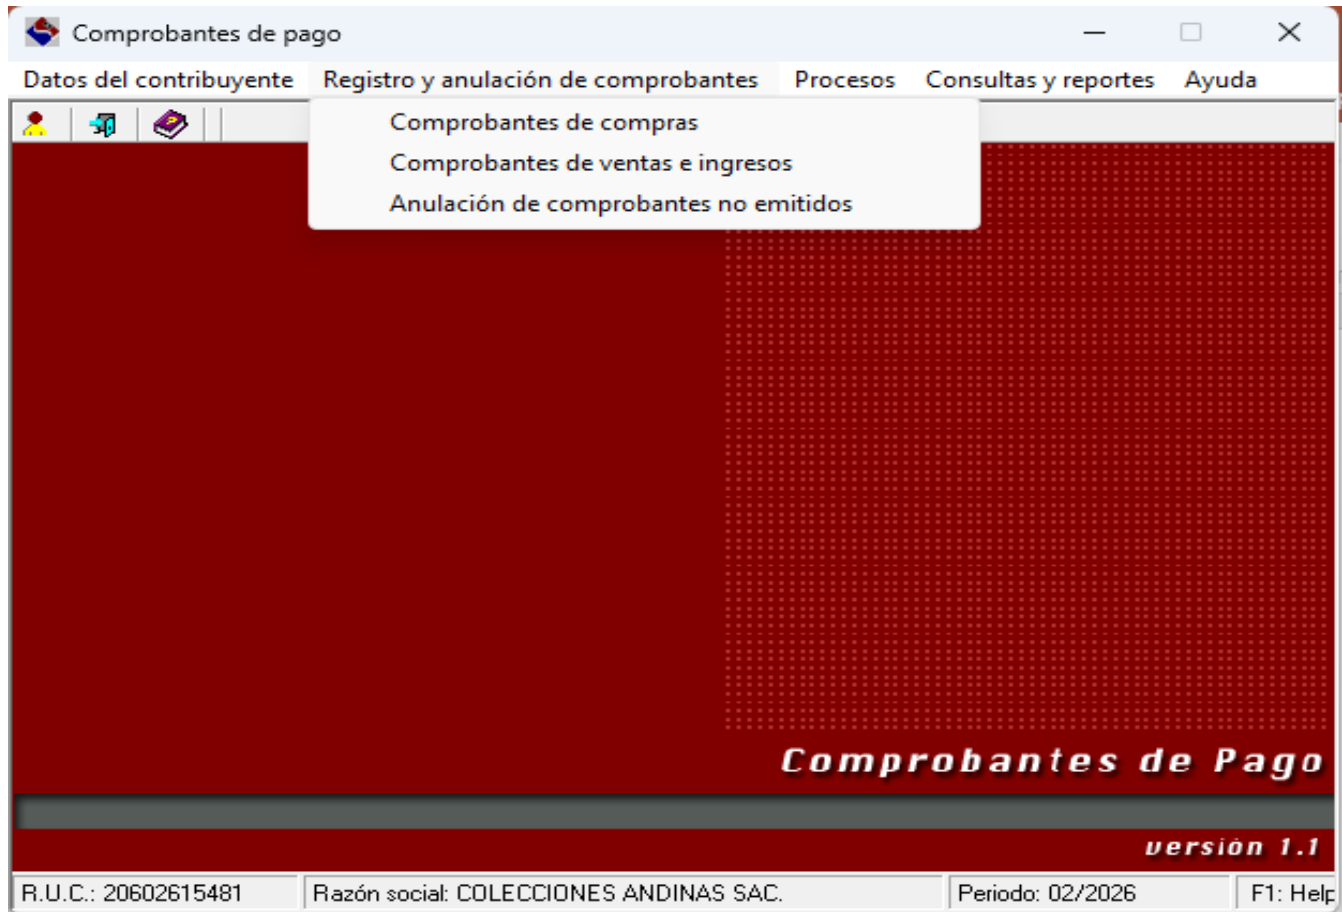 Comprobantes de pago
Datos del contribuyente Registro y anulación de comprobantes Procesos Consultas y reportes Ayuda
Comprobantes de compras
Comprobantes de ventas e ingresos
Anulación de comprobantes no emitidos
Comprobantes de Pago
versión 1.1
R.U.C.: 20602615481 Razón social: COLECCIONES ANDINAS SAC. Periodo: 02/2026 F1: Help